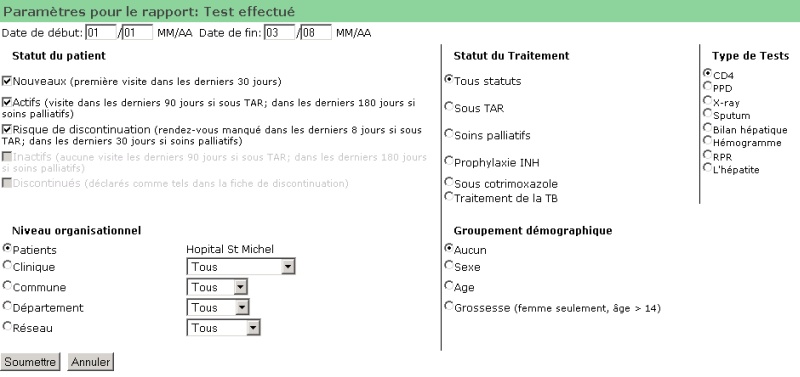 Paramètres pour le rapport: Test effectué
Date de début: 01 /01 MM/AA Date de fin: 03 /08 MM/AA
Statut du patient
Nouveaux (première visite dans les derniers 30 jours)
Actifs (visite dans les derniers 90 jours si sous TAR; dans les derniers 180 jours si
soins palliatifs)
Risque de discontinuation (rendez-vous manqué dans les derniers 8 jours si sous
TAR; dans les derniers 30 jours si soins palliatifs)
Inactifs (aucune visite les derniers 90 jours si sous TAR; dans les derniers 180 jours
si soins palliatifs)
Discontinués (déclarés comme tels dans la fiche de discontinuation)
Statut du Traitement
Tous statuts
Sous TAR
Soins palliatifs
Prophylaxie INH
Sous cotrimoxazole
Traitement de la TB
Type de Tests
CD4
PPD
X-ray
Sputum
Bilan hépatique
Hémogramme
RPR
L'hépatite
Niveau organisationnel
Patients Hopital St Michel
Clinique Tous
Commune Tous
Département Tous
Réseau Tous
Groupement démographique
Aucun
Sexe
Age
Grossesse (femme seulement, âge > 14)
Soumettre Annuler